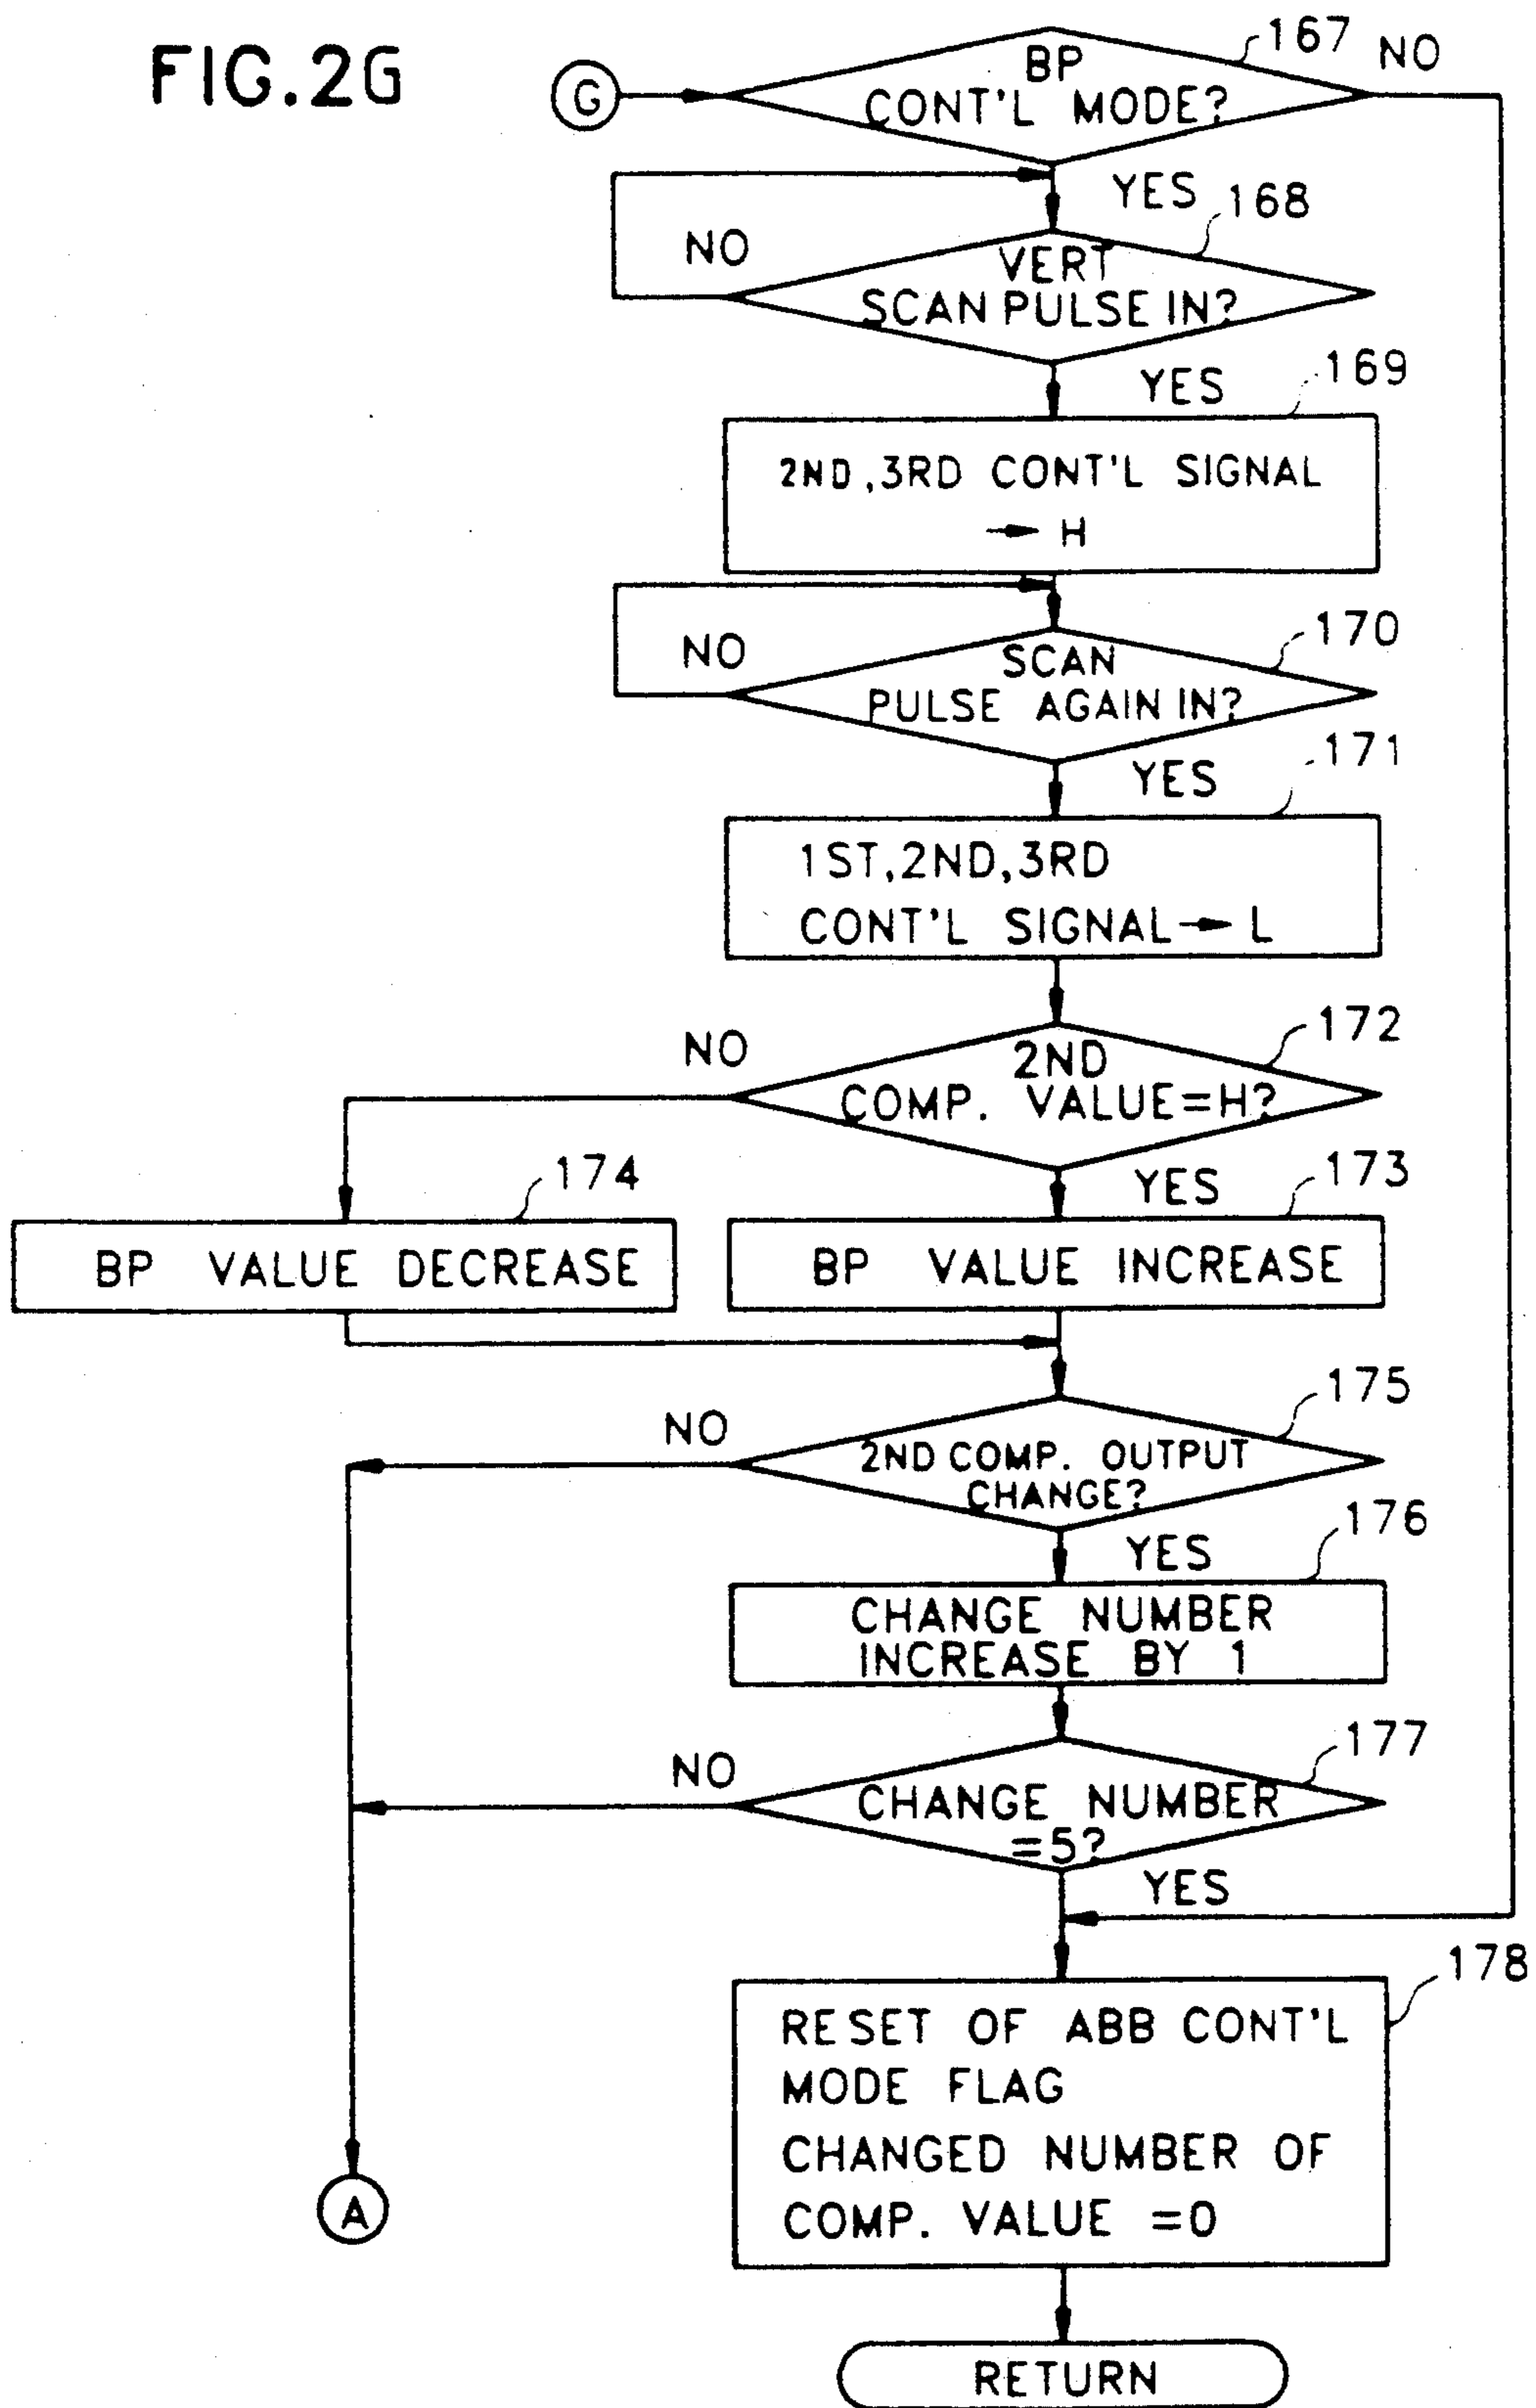 FIG.2G
G
BP
CONT'L MODE?
167
NO
YES
168
NO
VERT
SCAN PULSE IN?
YES
169
2ND,3RD CONT'L SIGNAL
→ H
170
NO
SCAN
PULSE AGAIN IN?
171
YES
1ST,2ND,3RD
CONT'L SIGNAL→ L
172
NO
2ND
COMP. VALUE=H?
174
YES
173
BP VALUE DECREASE
BP VALUE INCREASE
175
NO
2ND COMP. OUTPUT
CHANGE?
176
YES
CHANGE NUMBER
INCREASE BY 1
177
NO
CHANGE NUMBER
=5?
YES
178
RESET OF ABB CONT'L
MODE FLAG
CHANGED NUMBER OF
COMP. VALUE =0
A
RETURN